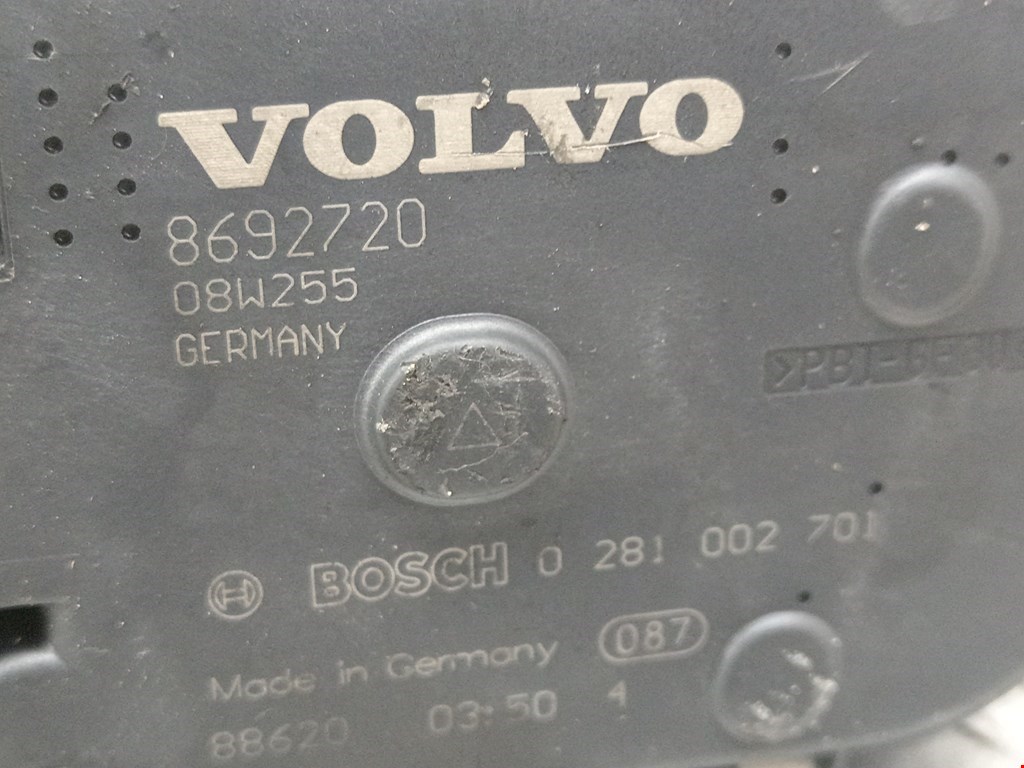 VOLVO
8692720
08W255
GERMANY
BOSCH 0 281 002 701
Made in Germany 087
88620 03:50 4